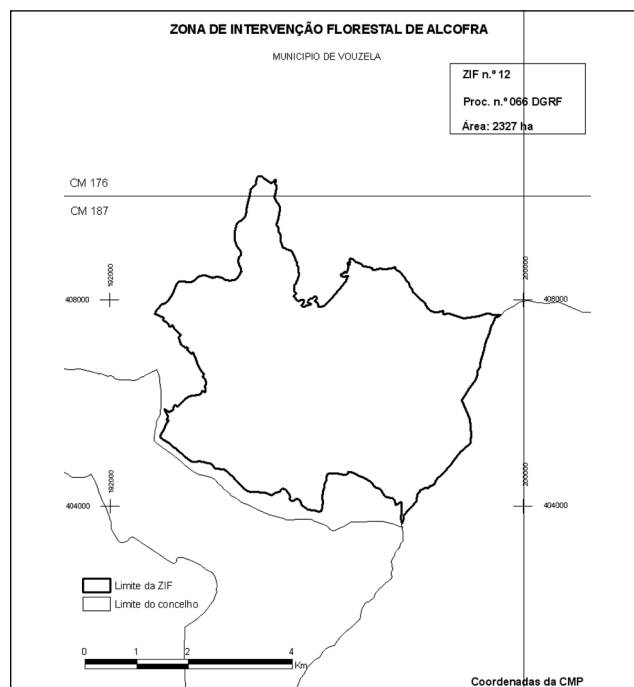 ZONA DE INTERVENÇÃO FLORESTAL DE ALCOFRA
MUNICIPIO DE VOUZELA
ZIF n.º 12
Proc. n.º 066 DGRF
Área: 2327 ha
CM 176
CM 187
192000
200000
408000
408000
192000
200000
404000
404000
Limite da ZIF
Limite do concelho
0 1 2 4
Km
Coordenadas da CMP